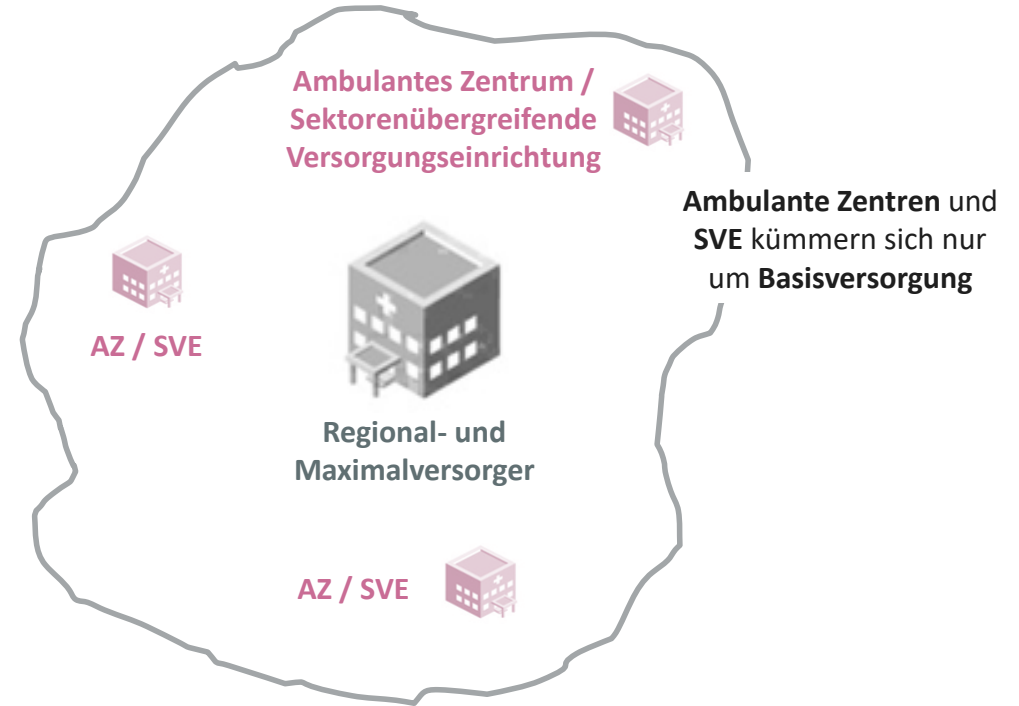 Ambulantes Zentrum /
Sektorenübergreifende
Versorgungseinrichtung
Ambulante Zentren und
SVE kümmern sich nur
um Basisversorgung
AZ / SVE
Regional- und
Maximalversorger
AZ / SVE